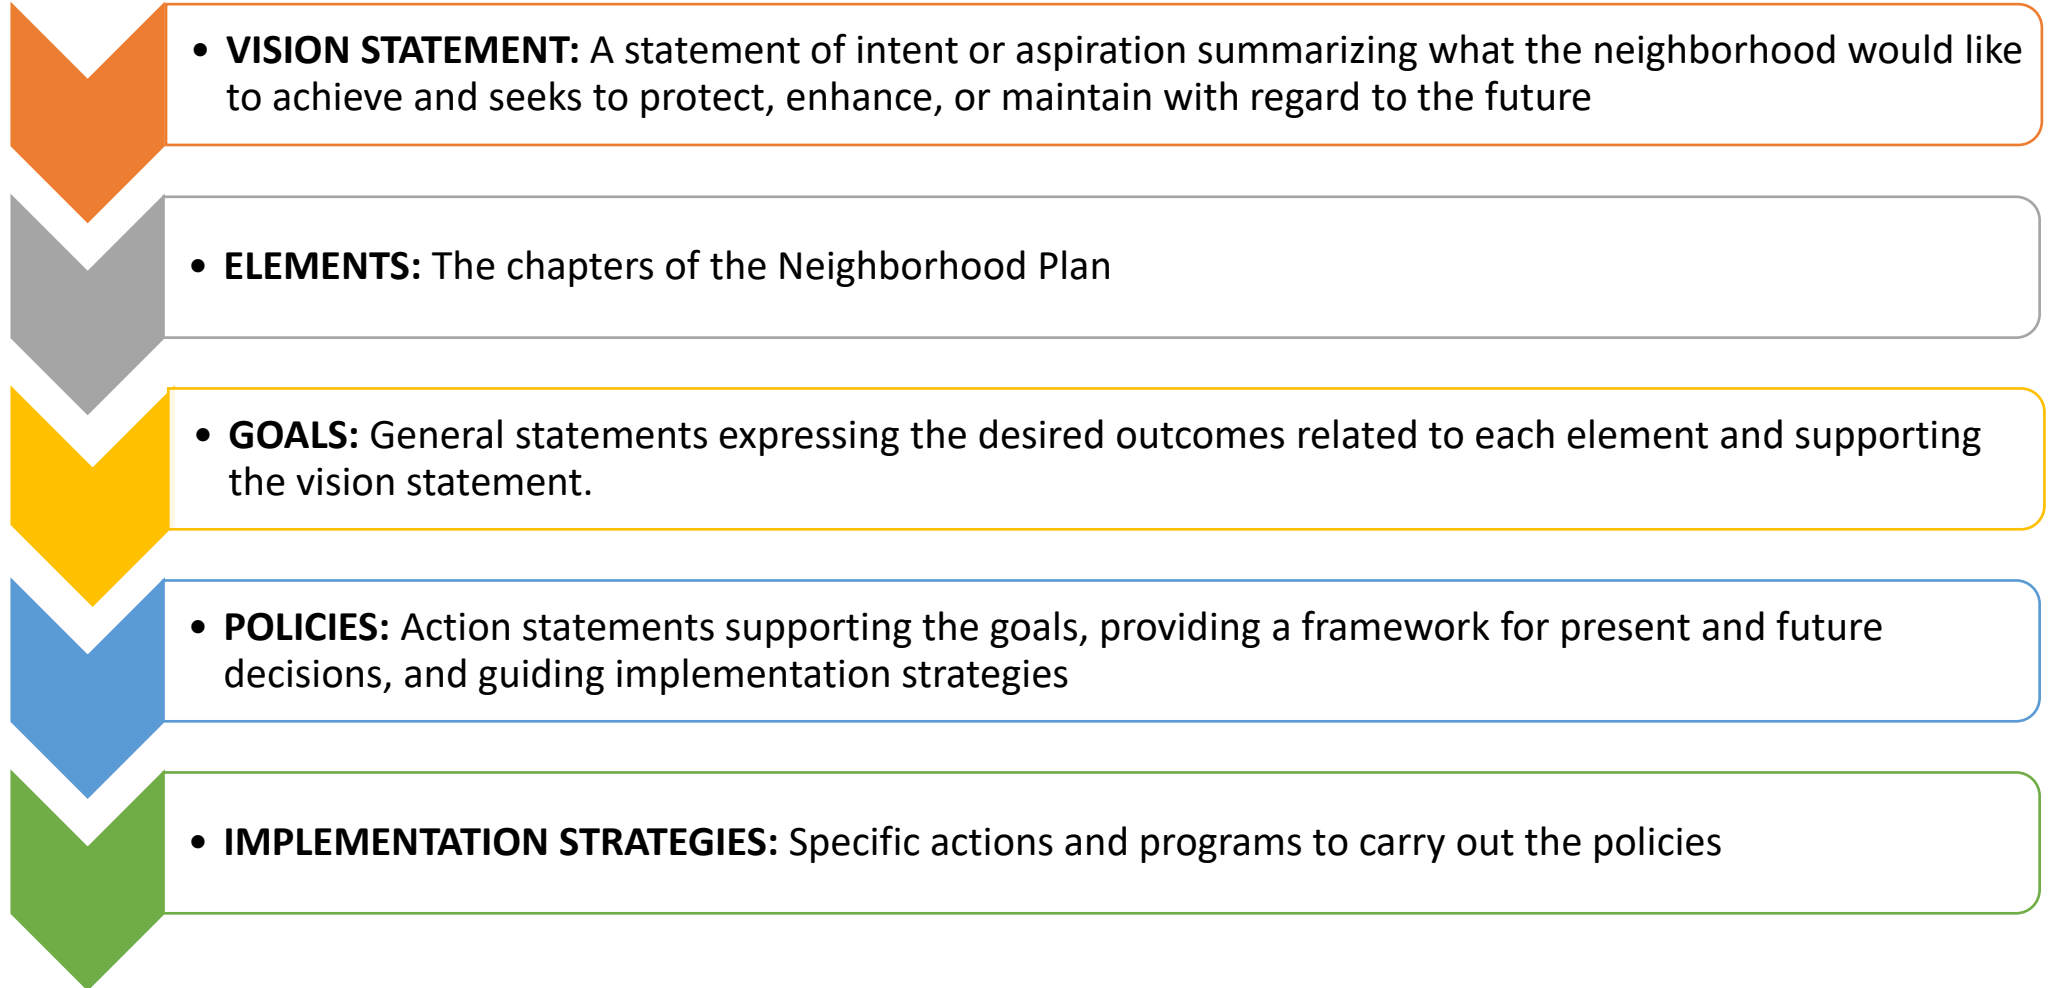 • VISION STATEMENT: A statement of intent or aspiration summarizing what the neighborhood would like
to achieve and seeks to protect, enhance, or maintain with regard to the future
• ELEMENTS: The chapters of the Neighborhood Plan
• GOALS: General statements expressing the desired outcomes related to each element and supporting
the vision statement.
• POLICIES: Action statements supporting the goals, providing a framework for present and future
decisions, and guiding implementation strategies
• IMPLEMENTATION STRATEGIES: Specific actions and programs to carry out the policies